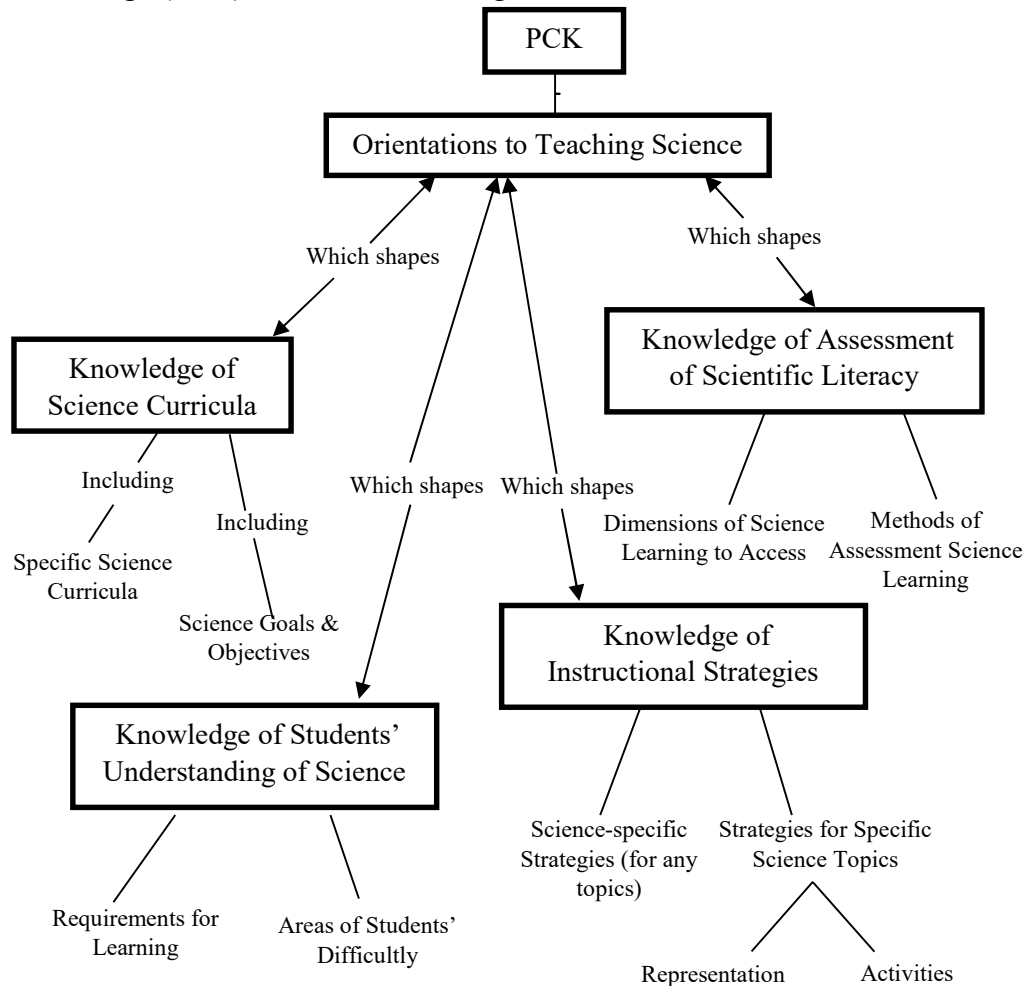 PCK
Orientations to Teaching Science
Which shapes
Which shapes
Knowledge of
Science Curricula
Knowledge of Assessment
of Scientific Literacy
Including
Including
Specific Science
Curricula
Science Goals &
Objectives
Which shapes
Which shapes
Dimensions of Science
Learning to Access
Methods of
Assessment Science
Learning
Knowledge of
Instructional Strategies
Knowledge of Students’
Understanding of Science
Science-specific
Strategies (for any
topics)
Strategies for Specific
Science Topics
Requirements for
Learning
Areas of Students’
Difficultly
Representation
Activities